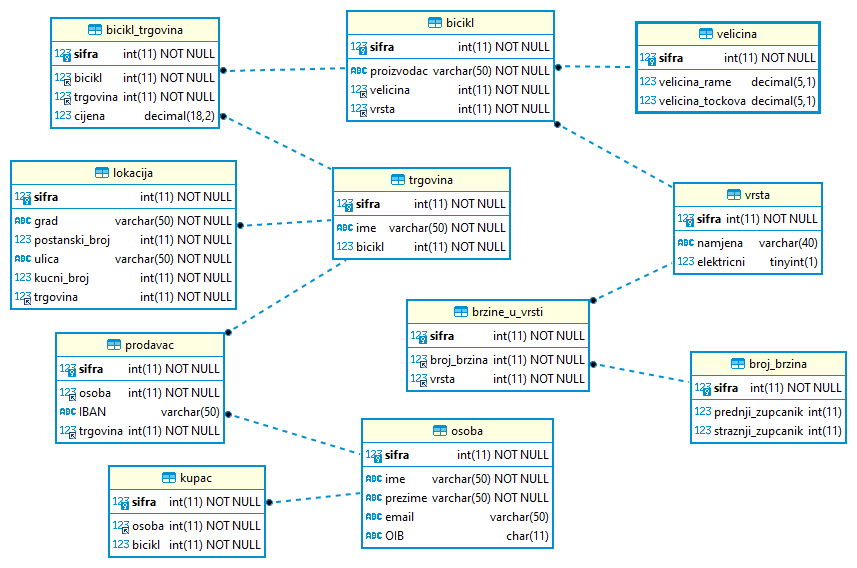 bicikl_trgovina
123 sifra int(11) NOT NULL
123 bicikl int(11) NOT NULL
123 trgovina int(11) NOT NULL
123 cijena decimal(18,2)
bicikl
123 sifra int(11) NOT NULL
ABC proizvodac varchar(50) NOT NULL
123 velicina int(11) NOT NULL
123 vrsta int(11) NOT NULL
velicina
123 sifra int(11) NOT NULL
123 velicina_rame decimal(5,1)
123 velicina_tockova decimal(5,1)
lokacija
123 sifra int(11) NOT NULL
ABC grad varchar(50) NOT NULL
123 postanski_broj int(11) NOT NULL
ABC ulica varchar(50) NOT NULL
123 kucni_broj int(11) NOT NULL
123 trgovina int(11) NOT NULL
trgovina
123 sifra int(11) NOT NULL
ABC ime varchar(50) NOT NULL
123 bicikl int(11) NOT NULL
vrsta
123 sifra int(11) NOT NULL
ABC namjena varchar(40)
123 elektricni tinyint(1)
brzine_u_vrsti
123 sifra int(11) NOT NULL
123 broj_brzina int(11) NOT NULL
123 vrsta int(11) NOT NULL
prodavac
123 sifra int(11) NOT NULL
123 osoba int(11) NOT NULL
ABC IBAN varchar(50)
123 trgovina int(11) NOT NULL
broj_brzina
123 sifra int(11) NOT NULL
123 prednji_zupcanik int(11)
123 straznji_zupcanik int(11)
osoba
123 sifra int(11) NOT NULL
ABC ime varchar(50) NOT NULL
ABC prezime varchar(50) NOT NULL
ABC email varchar(50)
ABC OIB char(11)
kupac
123 sifra int(11) NOT NULL
123 osoba int(11) NOT NULL
123 bicikl int(11) NOT NULL